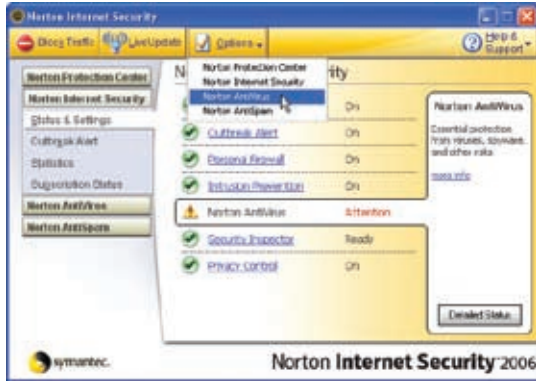 Norton Internet Security
Block Traffic LiveUpdate Options Help & Support
Norton Protection Center
Norton Internet Security
Norton AntiVirus
Norton AntiSpam
Norton Protection Center
Norton Internet Security
Status & Settings
Outbreak Alert
Statistics
Subscription Status
Norton AntiVirus
Norton AntiSpam
On
Outbreak Alert On
Personal Firewall On
Intrusion Prevention On
Norton AntiVirus Attention
Security Inspector Ready
Privacy Control On
Norton AntiVirus
Essential protection
from viruses, spyware,
and other risks.
more info
Detailed Status
symantec.
Norton Internet Security 2006